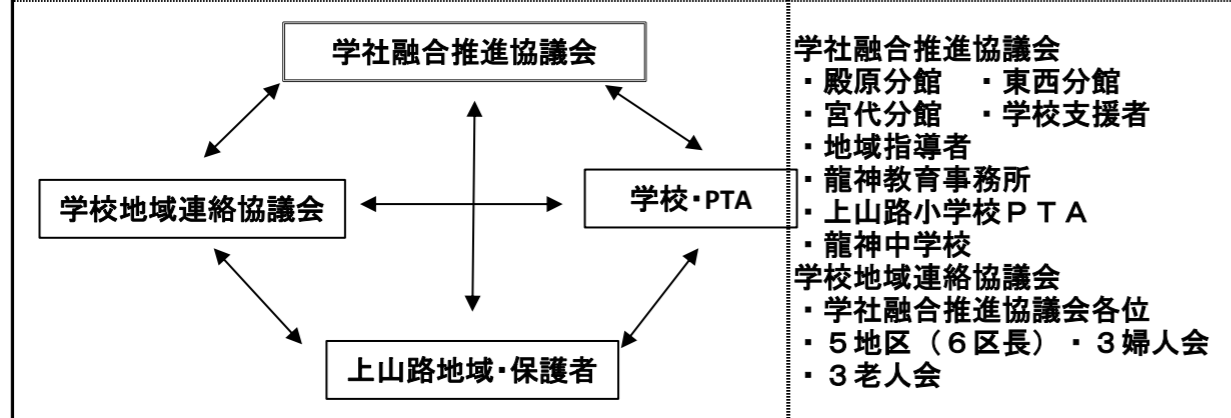 学社融合推進協議会
学校地域連絡協議会
学校・PTA
上山路地域・保護者
学社融合推進協議会
・殿原分館　・東西分館
・宮代分館　・学校支援者
・地域指導者
・龍神教育事務所
・上山路小学校ＰＴＡ
・龍神中学校
学校地域連絡協議会
・学社融合推進協議会各位
・５地区（６区長）・３婦人会
・３老人会